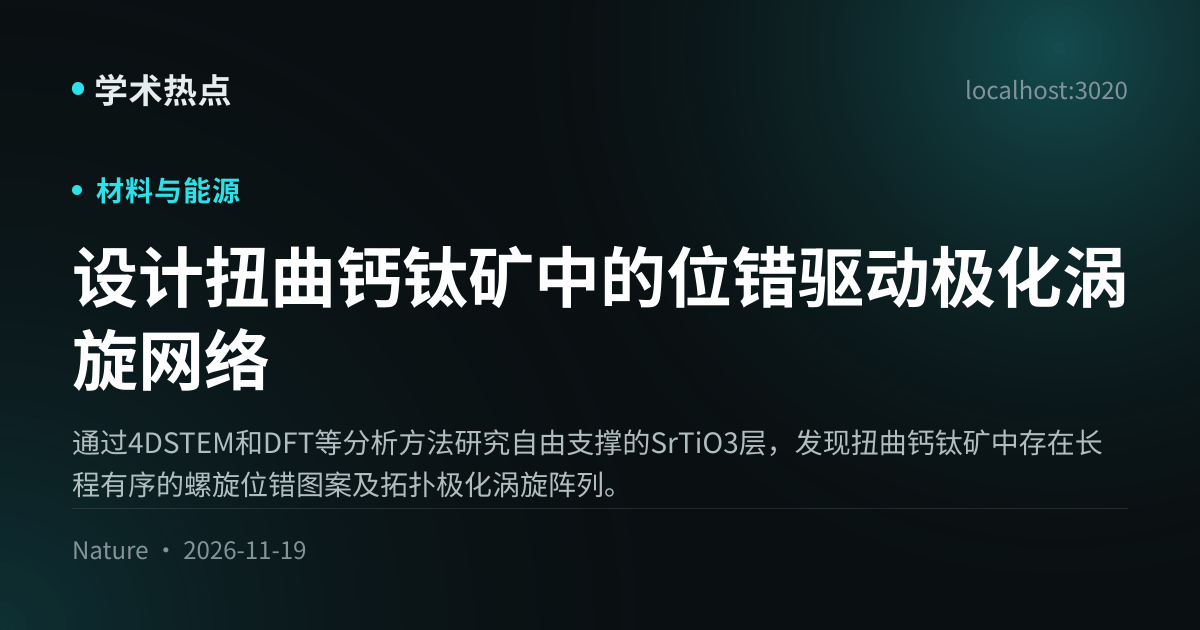 学术热点
localhost:3020
材料与能源
设计扭曲钙钛矿中的位错驱动极化涡
旋网络
通过4DSTEM和DFT等分析方法研究自由支撑的SrTiO3层，发现扭曲钙钛矿中存在长
程有序的螺旋位错图案及拓扑极化涡旋阵列。
Nature · 2026-11-19